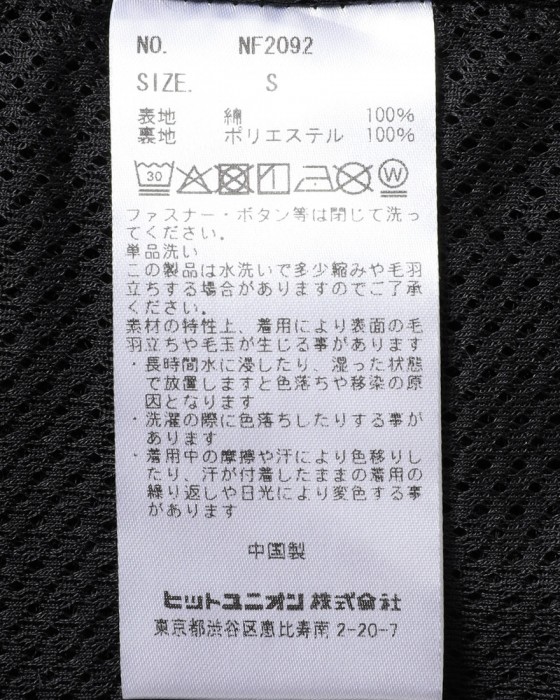 NO. NF2092
SIZE. S
表地 綿 100%
裏地 ポリエステル 100%
30 W
ファスナー・ボタン等は閉じて洗っ
てください。
単品洗い
この製品は水洗いで多少縮みや毛羽
立ちする場合がありますのでご了承
ください。
素材の特性上、着用により表面の毛
羽立ちや毛玉が生じる事があります
・長時間水に浸したり、湿った状態
で放置しますと色落ちや移染の原
因となります
・洗濯の際に色落ちしたりする事が
あります
・着用中の摩擦や汗により色移りし
たり、汗が付着したままの着用の
繰り返しや日光により変色する事
があります
中国製
東京都渋谷区恵比寿南 2-20-7